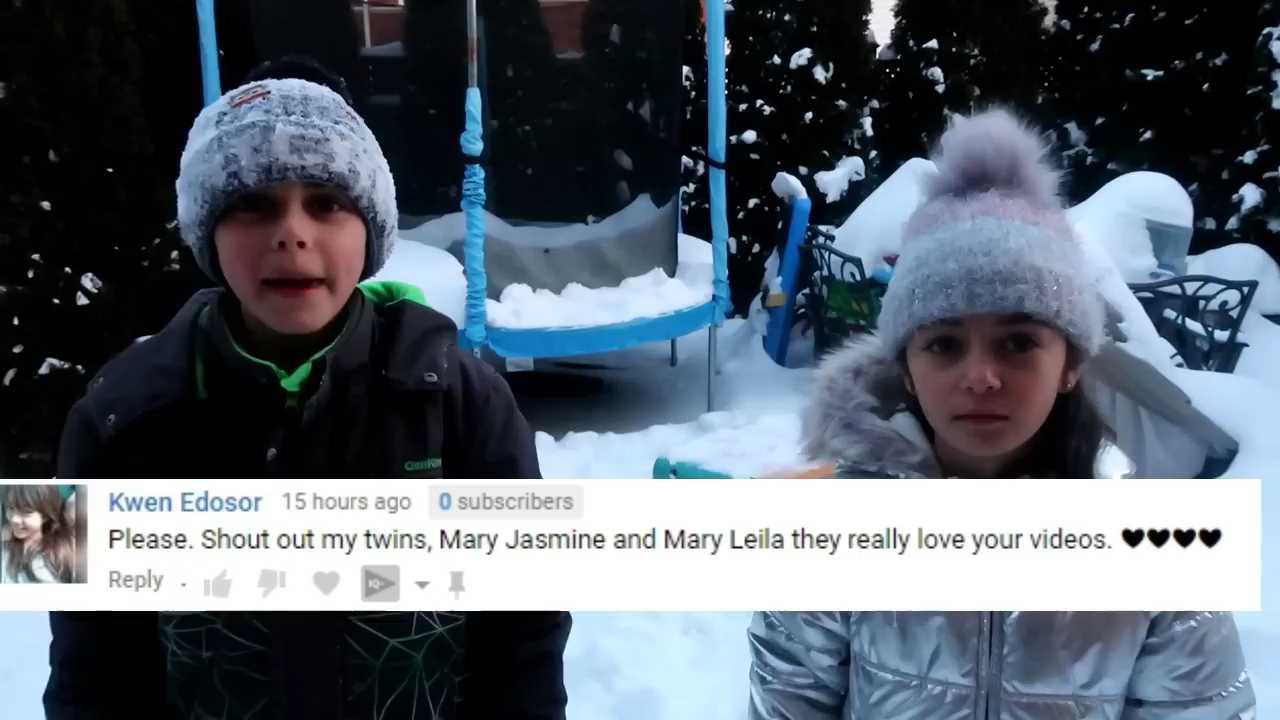 Kwen Edosor 15 hours ago 0 subscribers
Please. Shout out my twins, Mary Jasmine and Mary Leila they really love your videos. ♥♥♥♥
Reply